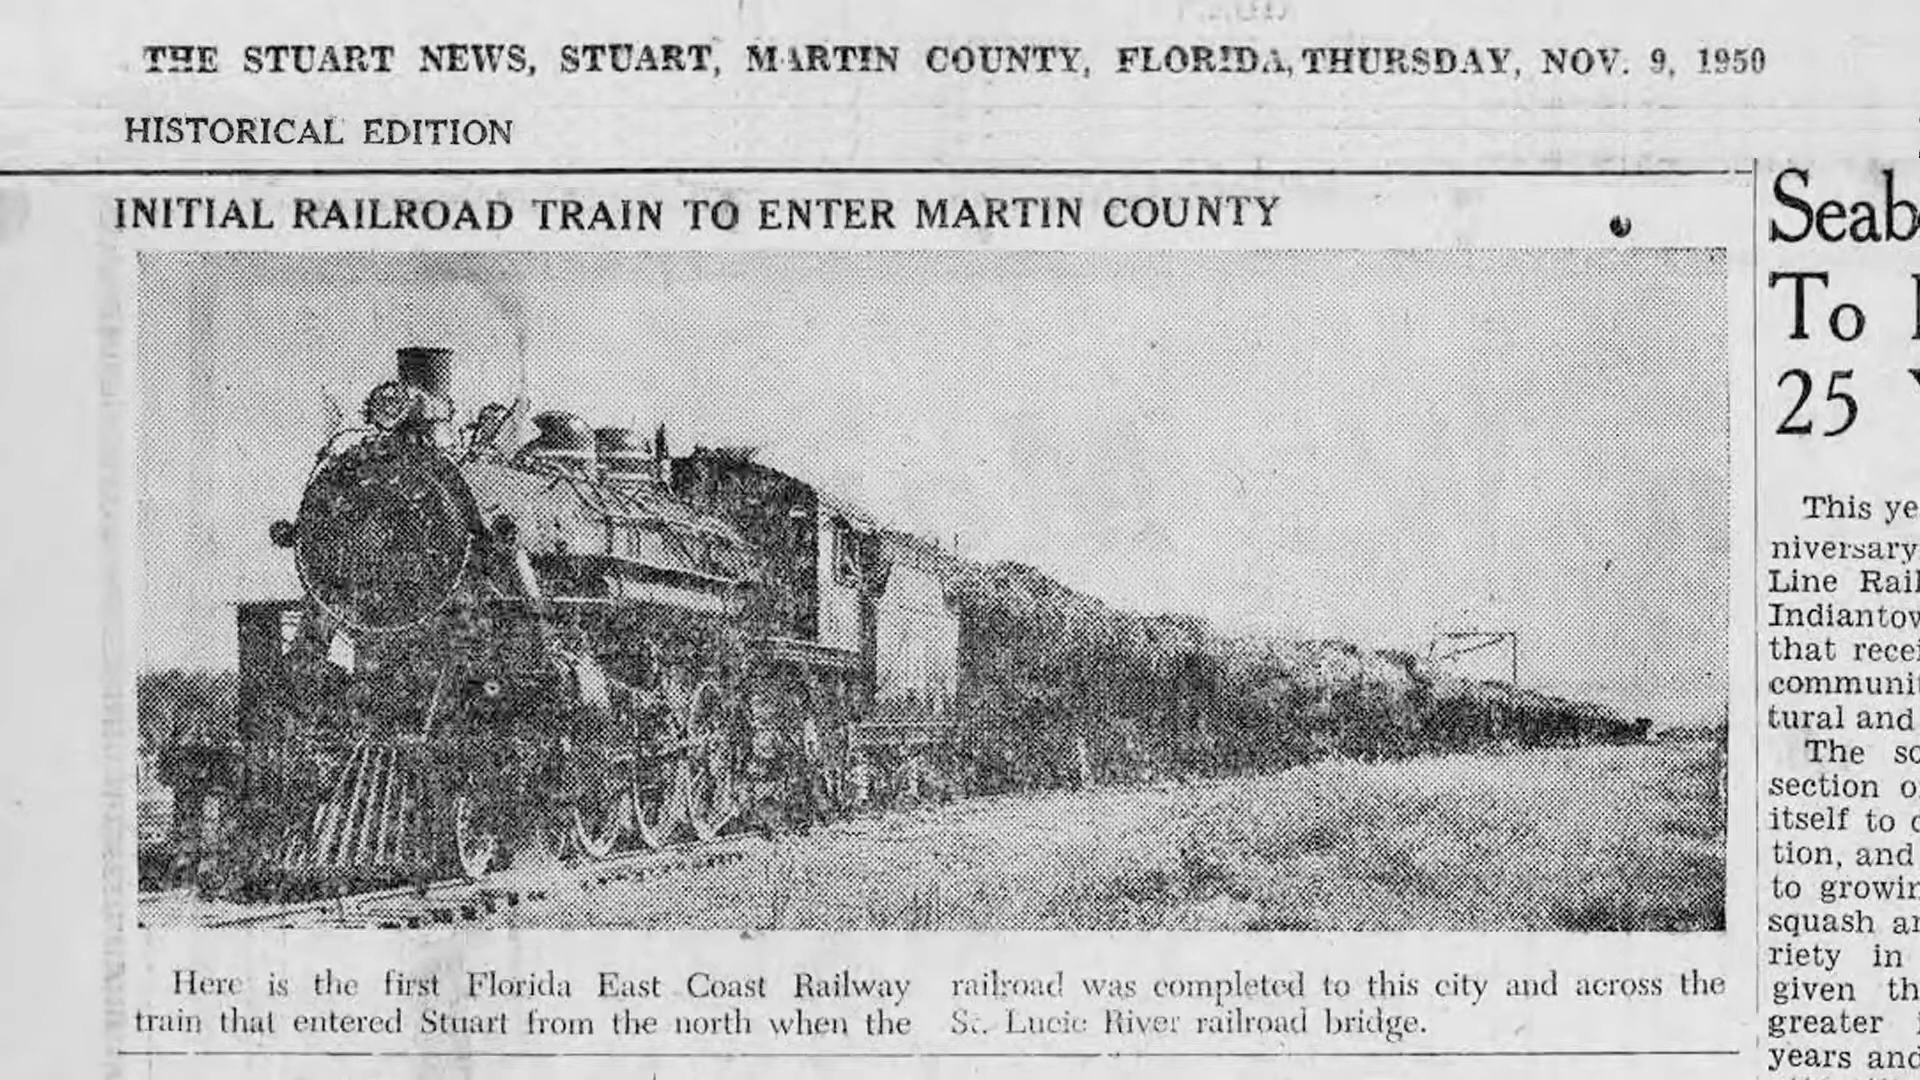 THE STUART NEWS, STUART, MARTIN COUNTY, FLORIDA, THURSDAY, NOV. 9, 1950
HISTORICAL EDITION
INITIAL RAILROAD TRAIN TO ENTER MARTIN COUNTY
Here is the first Florida East Coast Railway
train that entered Stuart from the north when the
railroad was completed to this city and across the
St. Lucie River railroad bridge.
Seab
To
25
This ye
niversary
Line Rail
Indiantow
that recei
communit
tural and
The so
section o
itself to
tion, and
to growin
squash an
riety in
given th
greater
years and